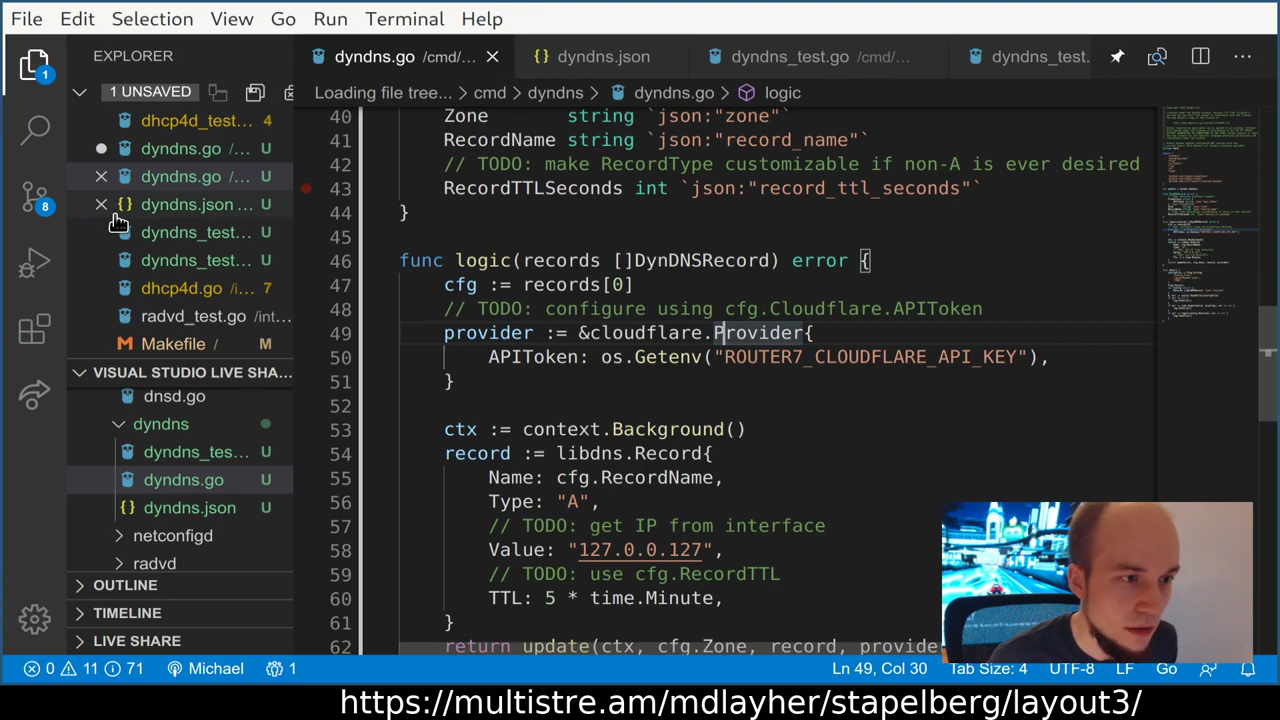 File Edit Selection View Go Run Terminal Help
EXPLORER
dyndns.go /cmd/...
dyndns.json
dyndns_test.go /cmd/...
dyndns_test.
1
1 UNSAVED
Loading file tree... cmd dyndns dyndns.go logic
dhcp4d_test... 4
dyndns.go /... U
dyndns.go /... U
dyndns.json ... U
dyndns_test... U
dyndns_test... U
dhcp4d.go /i... 7
radvd_test.go /int...
Makefile / M
8
VISUAL STUDIO LIVE SHA...
dnsd.go
dyndns
dyndns_tes... U
dyndns.go U
dyndns.json U
netconfigd
radvd
OUTLINE
TIMELINE
LIVE SHARE
40 Zone string `json:"zone"`
41 RecordName string `json:"record_name"`
42 // TODO: make RecordType customizable if non-A is ever desired
43 RecordTTLSeconds int `json:"record_ttl_seconds"`
44 }
45
46 func logic(records []DynDNSRecord) error {
47 cfg := records[0]
48 // TODO: configure using cfg.Cloudflare.APIToken
49 provider := &cloudflare.Provider{
50 APIToken: os.Getenv("ROUTER7_CLOUDFLARE_API_KEY"),
51 }
52
53 ctx := context.Background()
54 record := libdns.Record{
55 Name: cfg.RecordName,
56 Type: "A",
57 // TODO: get IP from interface
58 Value: "127.0.0.127",
59 // TODO: use cfg.RecordTTL
60 TTL: 5 * time.Minute,
61 }
62 return update(ctx, cfg.Zone, record, provider
0 11 71 Michael 1 Ln 49, Col 30 Tab Size: 4 UTF-8 LF Go
https://multistre.am/mdlayher/stapelberg/layout3/